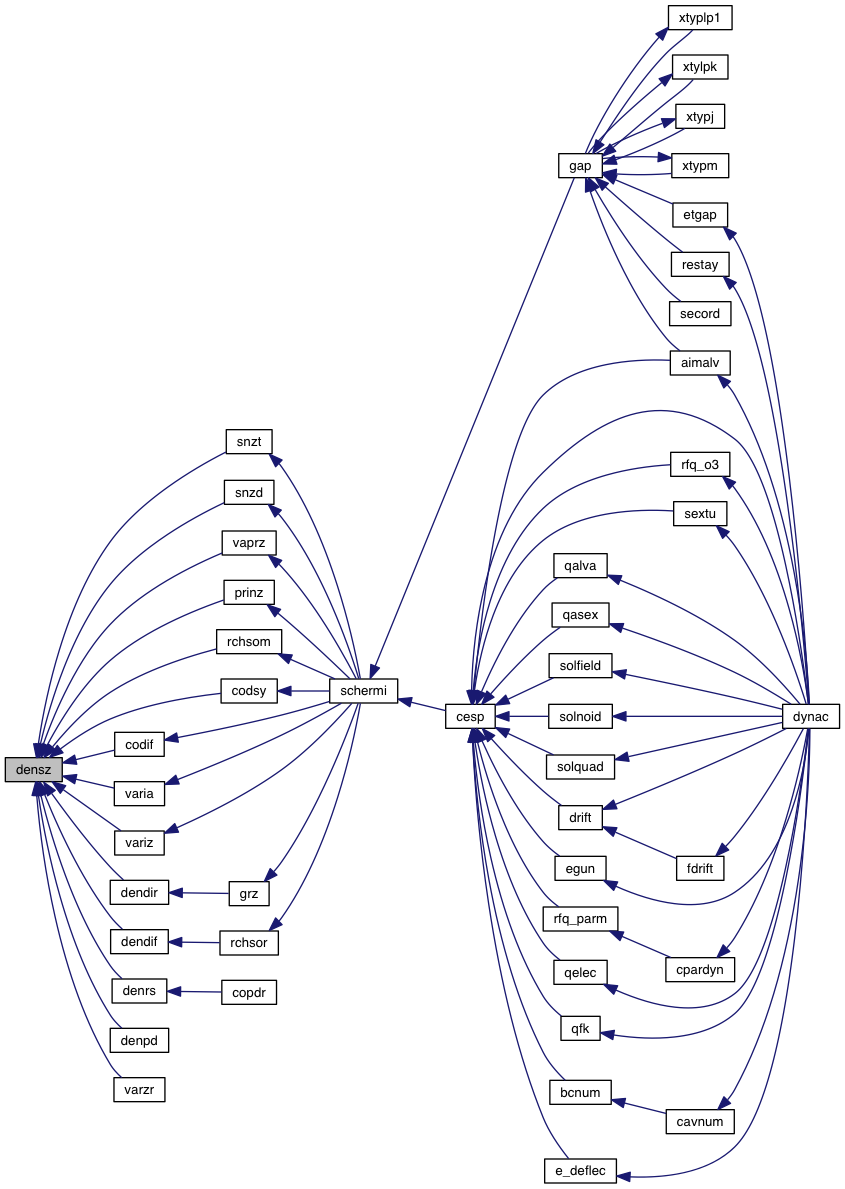 xtyplp1
xtylpk
xtypj
gap
xtypm
etgap
restay
secord
aimalv
snzt
rfq_o3
snzd
sextu
vaprz
qalva
prinz
qasex
rchsom
solfield
codsy
schermi
cesp
solnoid
dynac
codif
densz
solquad
varia
drift
variz
egun
fdrift
dendir
grz
rfq_parm
dendif
rchsor
qelec
cpardyn
denrs
copdr
qfk
denpd
varzr
bcnum
cavnum
e_deflec